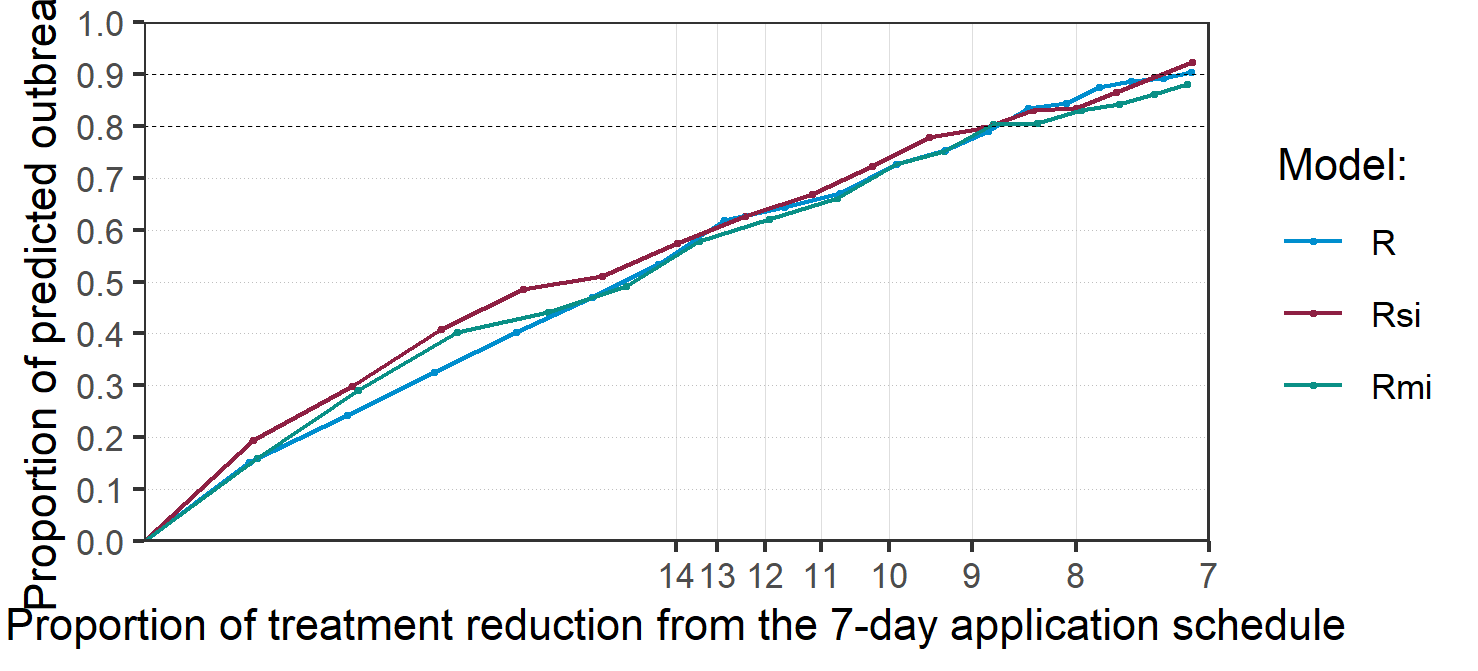 Proportion of predicted outbrea
1.0
0.9
0.8
0.7
0.6
0.5
0.4
0.3
0.2
0.1
0.0
14 13 12 11 10 9 8 7
Proportion of treatment reduction from the 7-day application schedule
Model:
R
Rsi
Rmi